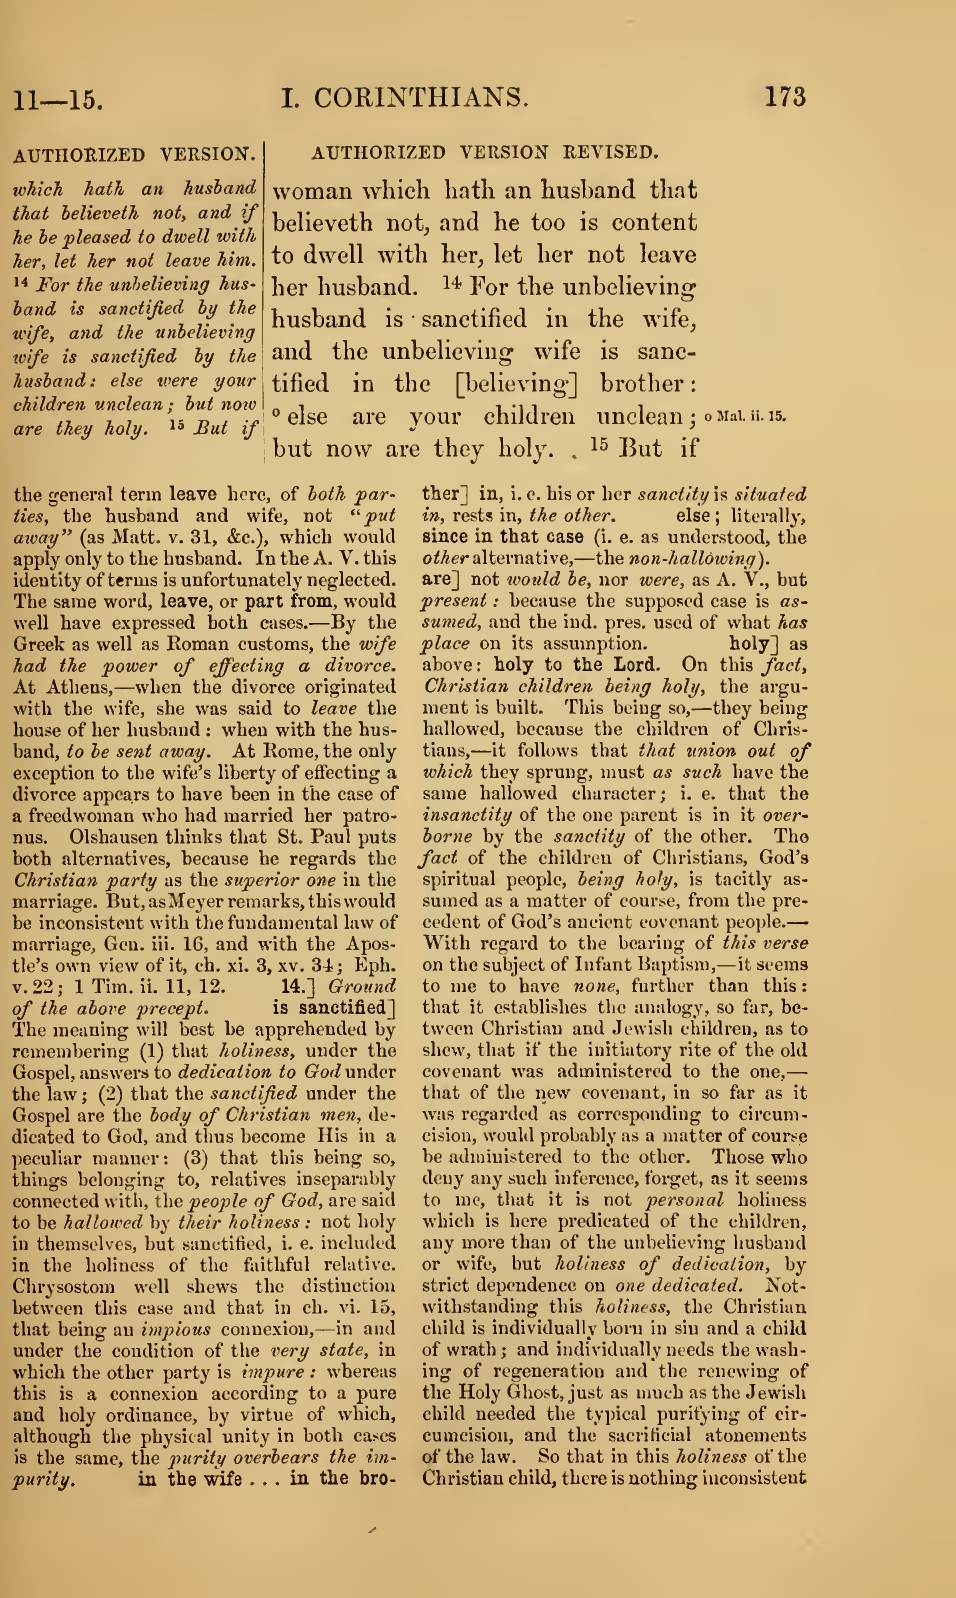 11—15.
I. CORINTHIANS.
173
AUTHORIZED VERSION.
which hath an husband
that believeth not, and if
he be pleased to dwell with
her, let her not leave him.
14 For the unbelieving hus-
band is sanctified by the
wife, and the unbelieving
wife is sanctified by the
husband: else were your
children unclean; but now
are they holy. 15 But if
AUTHORIZED VERSION REVISED.
woman which hath an husband that
believeth not, and he too is content
to dwell with her, let her not leave
her husband. 14 For the unbelieving
husband is sanctified in the wife,
and the unbelieving wife is sanc-
tified in the [believing] brother:
o else are your children unclean;
but now are they holy. 15 But if
o Mal. ii. 15.
the general term leave here, of both par-
ties, the husband and wife, not “put
away” (as Matt. v. 31, &c.), which would
apply only to the husband. In the A. V. this
identity of terms is unfortunately neglected.
The same word, leave, or part from, would
well have expressed both cases.—By the
Greek as well as Roman customs, the wife
had the power of effecting a divorce.
At Athens,—when the divorce originated
with the wife, she was said to leave the
house of her husband: when with the hus-
band, to be sent away. At Rome, the only
exception to the wife's liberty of effecting a
divorce appears to have been in the case of
a freedwoman who had married her patro-
nus. Olshausen thinks that St. Paul puts
both alternatives, because he regards the
Christian party as the superior one in the
marriage. But, as Meyer remarks, this would
be inconsistent with the fundamental law of
marriage, Gen. iii. 16, and with the Apos-
tle's own view of it, ch. xi. 3, xv. 34; Eph.
v. 22; 1 Tim. ii. 11, 12. 14.] Ground
of the above precept. is sanctified]
The meaning will best be apprehended by
remembering (1) that holiness, under the
Gospel, answers to dedication to God under
the law; (2) that the sanctified under the
Gospel are the body of Christian men, de-
dicated to God, and thus become His in a
peculiar manner: (3) that this being so,
things belonging to, relatives inseparably
connected with, the people of God, are said
to be hallowed by their holiness: not holy
in themselves, but sanctified, i. e. included
in the holiness of the faithful relative.
Chrysostom well shews the distinction
between this case and that in ch. vi. 15,
that being an impious connexion,—in and
under the condition of the very state, in
which the other party is impure: whereas
this is a connexion according to a pure
and holy ordinance, by virtue of which,
although the physical unity in both cases
is the same, the purity overbears the im-
purity. in the wife . . . in the bro-
ther] in, i. e. his or her sanctity is situated
in, rests in, the other. else; literally,
since in that case (i. e. as understood, the
other alternative,—the non-hallowing).
are] not would be, nor were, as A. V., but
present: because the supposed case is as-
sumed, and the ind. pres. used of what has
place on its assumption. holy] as
above: holy to the Lord. On this fact,
Christian children being holy, the argu-
ment is built. This being so,—they being
hallowed, because the children of Chris-
tians,—it follows that that union out of
which they sprung, must as such have the
same hallowed character; i. e. that the
insanctity of the one parent is in it over-
borne by the sanctity of the other. The
fact of the children of Christians, God's
spiritual people, being holy, is tacitly as-
sumed as a matter of course, from the pre-
cedent of God's ancient covenant people.—
With regard to the bearing of this verse
on the subject of Infant Baptism,—it seems
to me to have none, further than this:
that it establishes the analogy, so far, be-
tween Christian and Jewish children, as to
shew, that if the initiatory rite of the old
covenant was administered to the one,—
that of the new covenant, in so far as it
was regarded as corresponding to circum-
cision, would probably as a matter of course
be administered to the other. Those who
deny any such inference, forget, as it seems
to me, that it is not personal holiness
which is here predicated of the children,
any more than of the unbelieving husband
or wife, but holiness of dedication, by
strict dependence on one dedicated. Not-
withstanding this holiness, the Christian
child is individually born in sin and a child
of wrath; and individually needs the wash-
ing of regeneration and the renewing of
the Holy Ghost, just as much as the Jewish
child needed the typical purifying of cir-
cumcision, and the sacrificial atonements
of the law. So that in this holiness of the
Christian child, there is nothing inconsistent